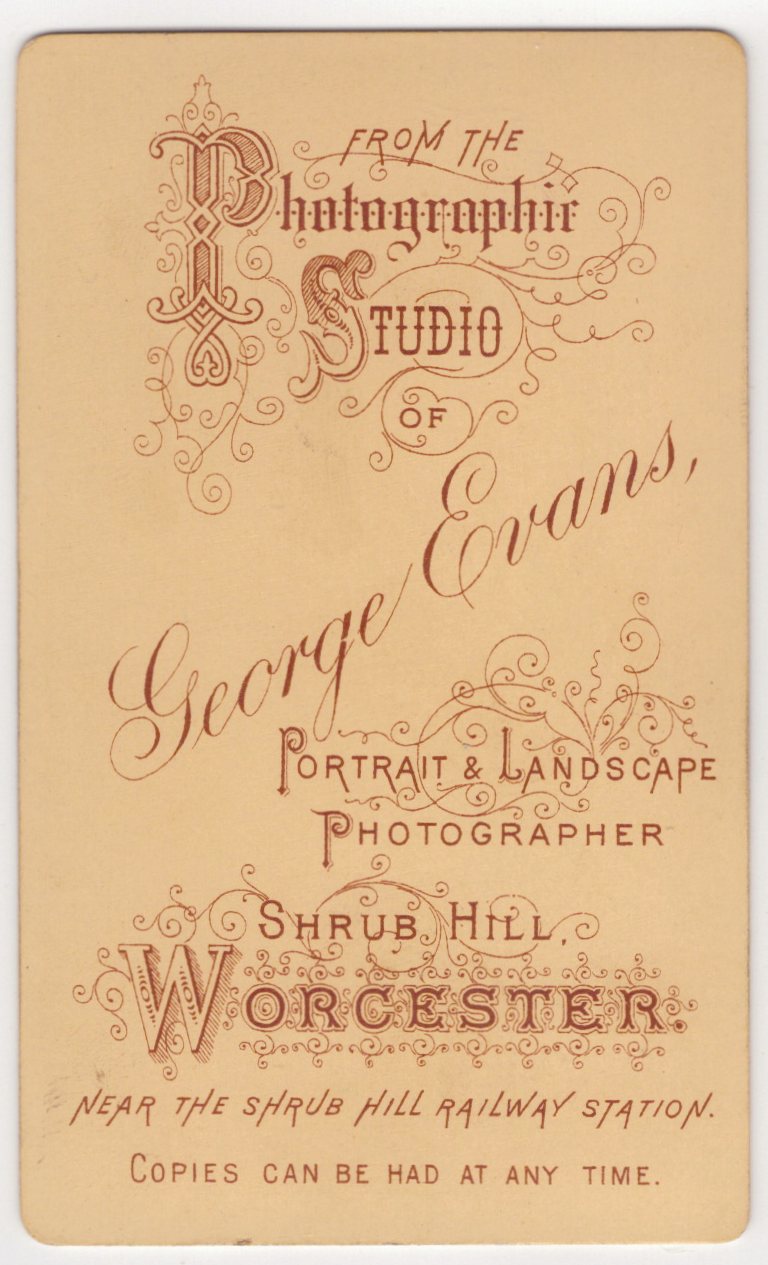 FROM THE
Photographic
STUDIO
OF
George Evans,
PORTRAIT & LANDSCAPE
PHOTOGRAPHER
SHRUB HILL,
WORCESTER.
NEAR THE SHRUB HILL RAILWAY STATION.
COPIES CAN BE HAD AT ANY TIME.